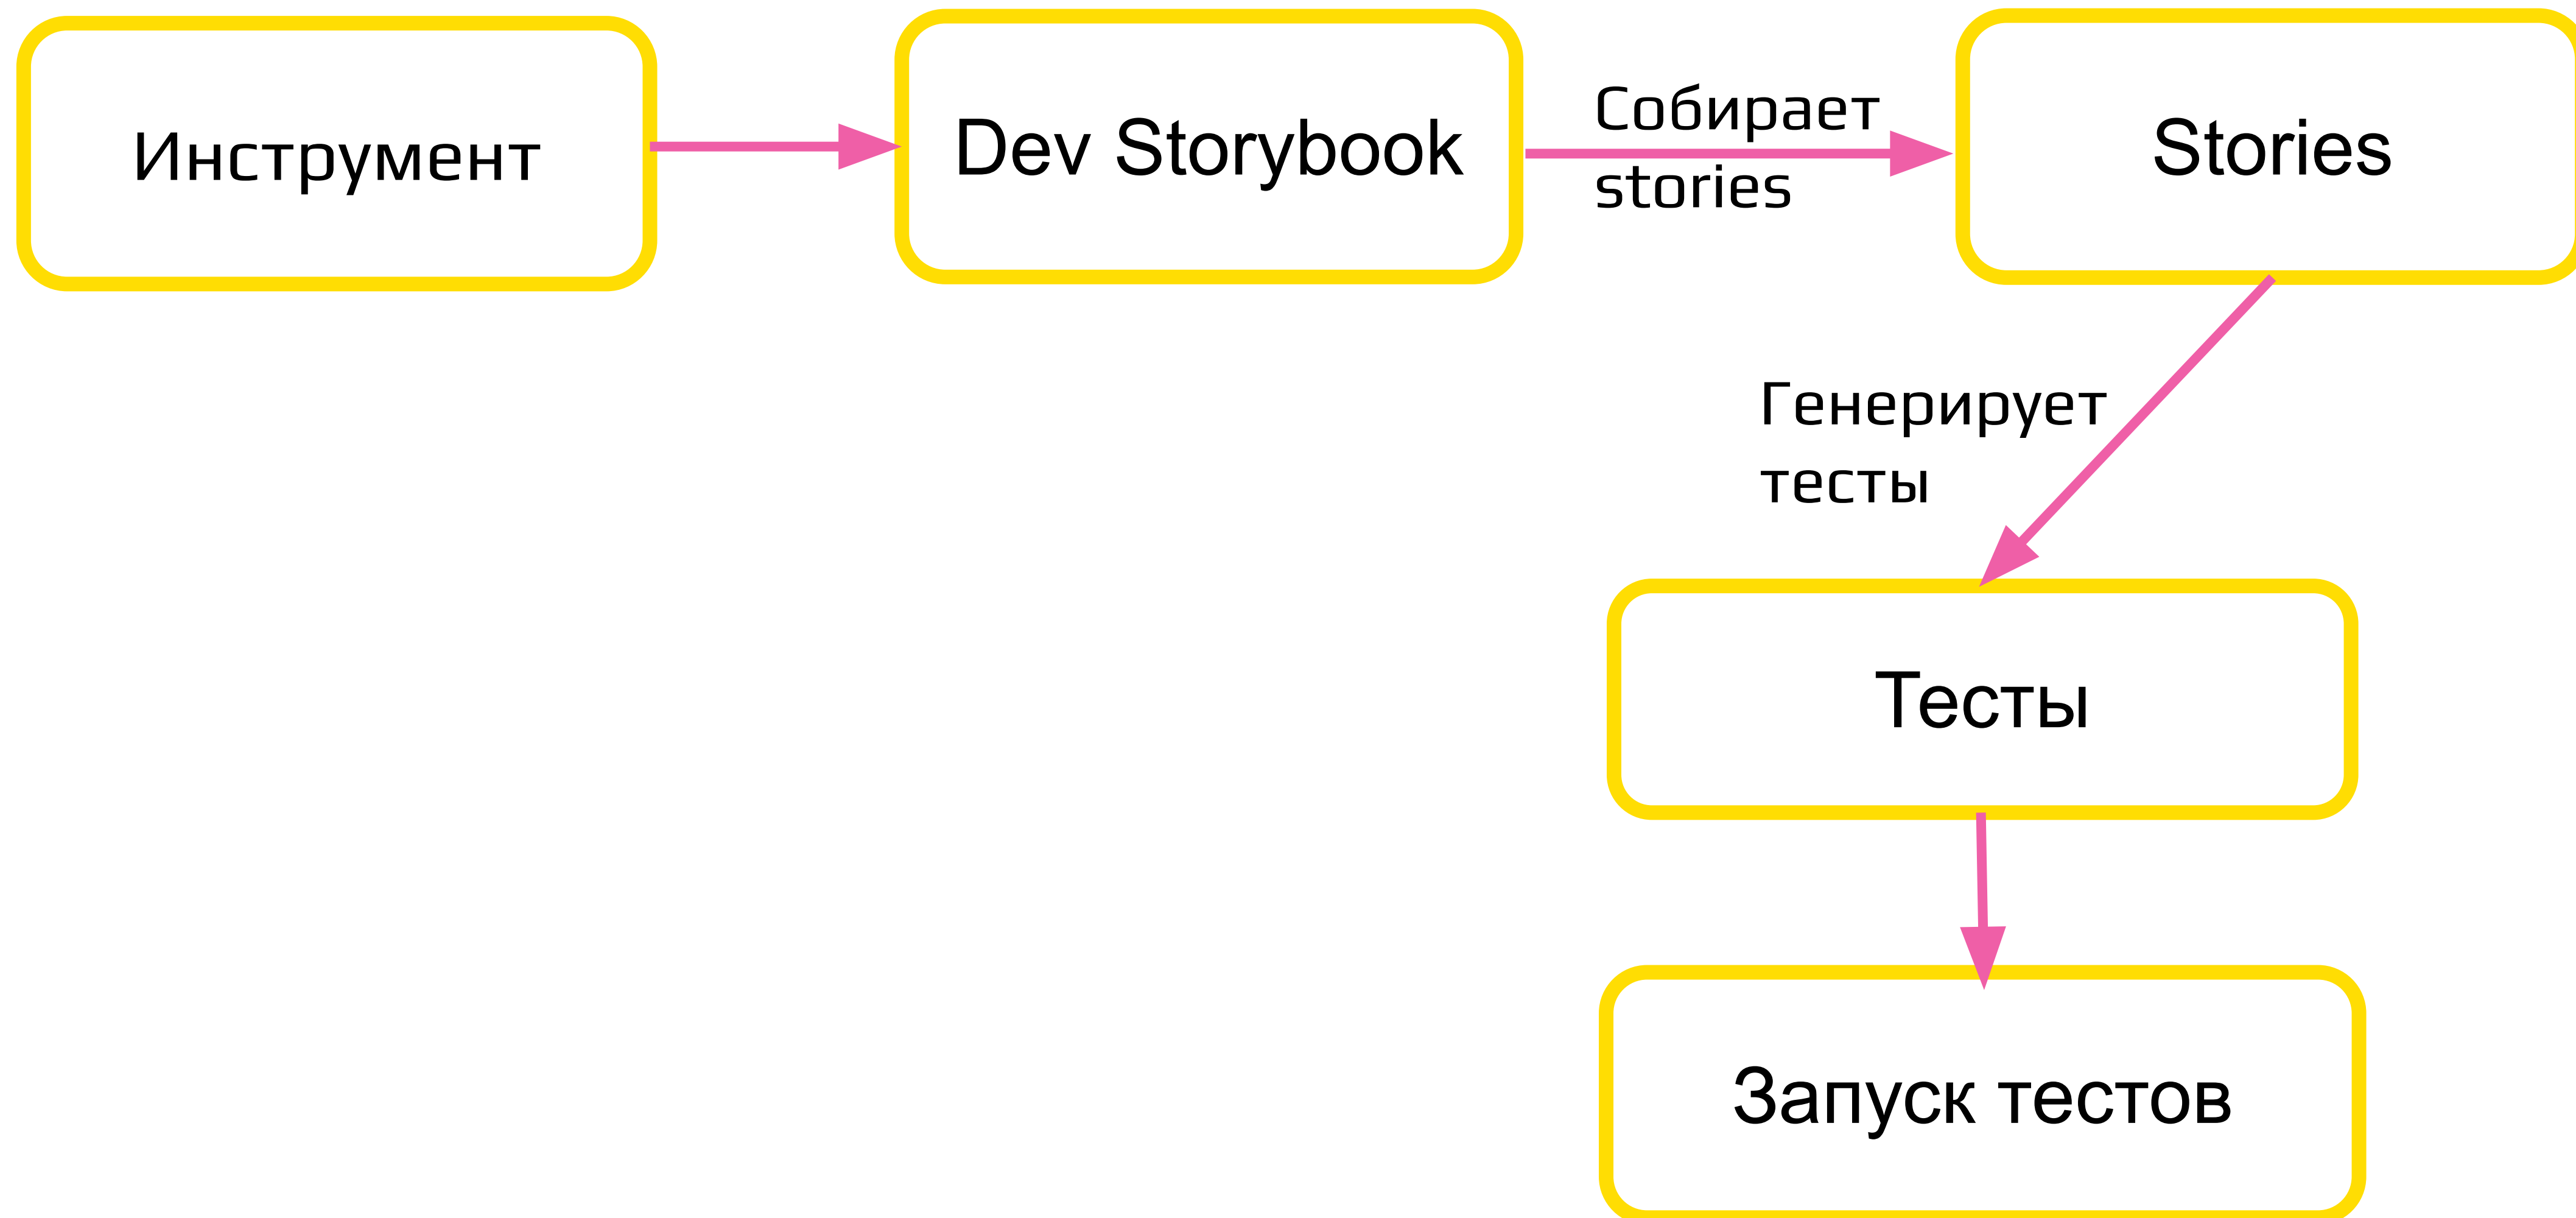 Инструмент
Dev Storybook
Собирает
stories
Stories
Генерирует
тесты
Тесты
Запуск тестов